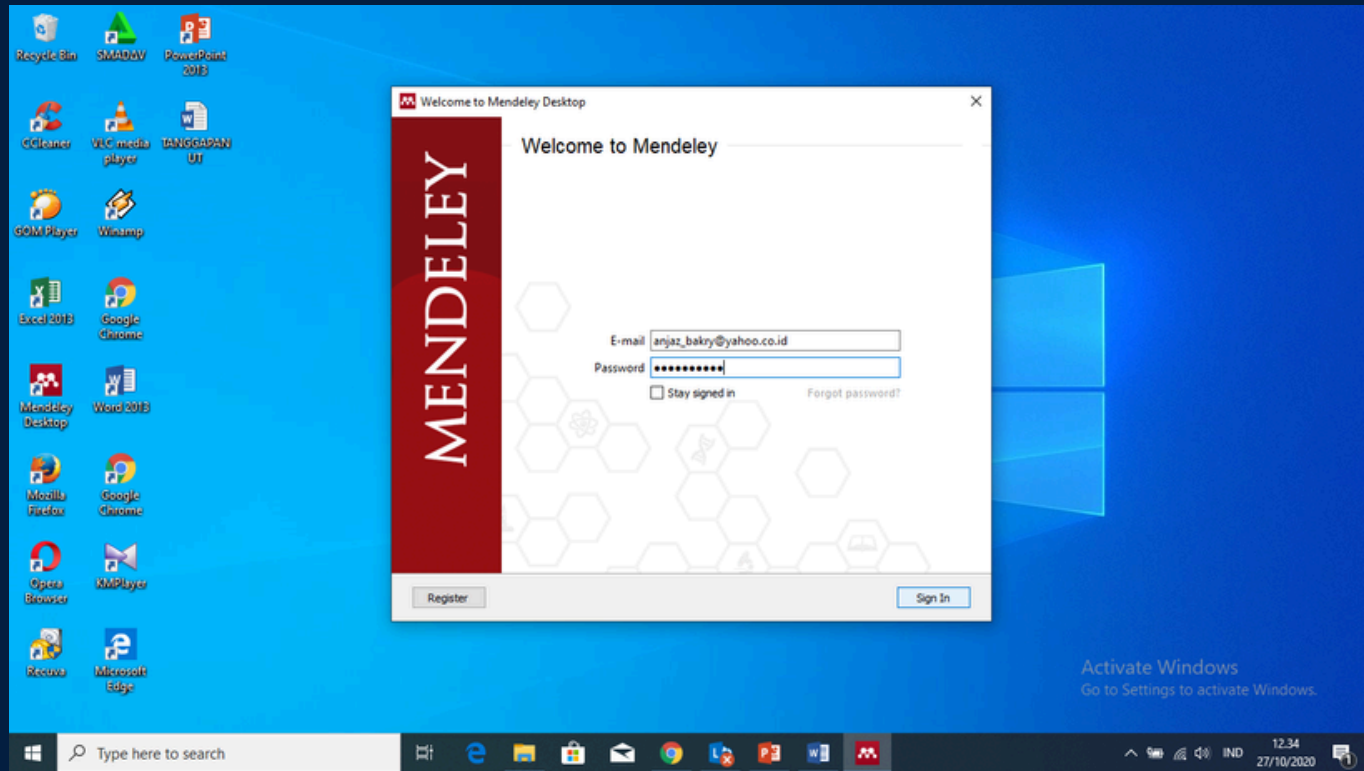 Recycle Bin
SMADAV
PowerPoint 2013
CCleaner
VLC media player
TANGGAPAN UT
GOM Player
Winamp
Excel 2013
Google Chrome
Mendeley Desktop
Word 2013
Mozilla Firefox
Google Chrome
Opera Browser
KMPlayer
Recuva
Microsoft Edge
Welcome to Mendeley Desktop
MENDELEY
Welcome to Mendeley
E-mail anjaz_bakry@yahoo.co.id
Password ••••••••••
Stay signed in Forgot password?
Register Sign In
Activate Windows
Go to Settings to activate Windows.
Type here to search
IND
12.34
27/10/2020
1